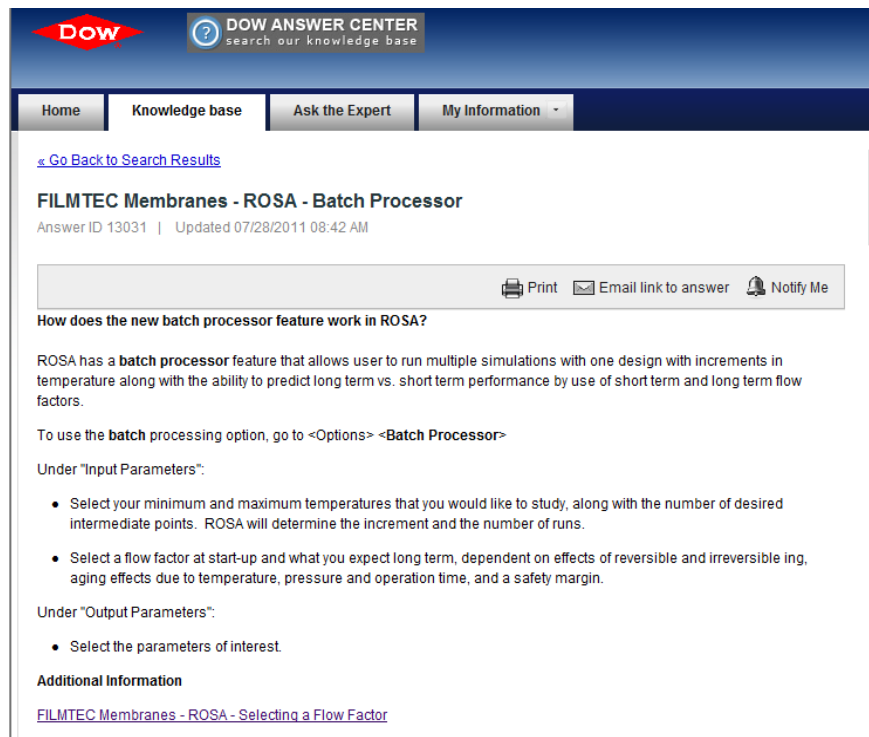 Dow
? DOW ANSWER CENTER
search our knowledge base
Home Knowledge base Ask the Expert My Information
« Go Back to Search Results
FILMTEC Membranes - ROSA - Batch Processor
Answer ID 13031 | Updated 07/28/2011 08:42 AM
Print Email link to answer Notify Me
How does the new batch processor feature work in ROSA?
ROSA has a batch processor feature that allows user to run multiple simulations with one design with increments in
temperature along with the ability to predict long term vs. short term performance by use of short term and long term flow
factors.
To use the batch processing option, go to <Options> <Batch Processor>
Under "Input Parameters":
• Select your minimum and maximum temperatures that you would like to study, along with the number of desired
intermediate points. ROSA will determine the increment and the number of runs.
• Select a flow factor at start-up and what you expect long term, dependent on effects of reversible and irreversible ing,
aging effects due to temperature, pressure and operation time, and a safety margin.
Under "Output Parameters":
• Select the parameters of interest.
Additional Information
FILMTEC Membranes - ROSA - Selecting a Flow Factor